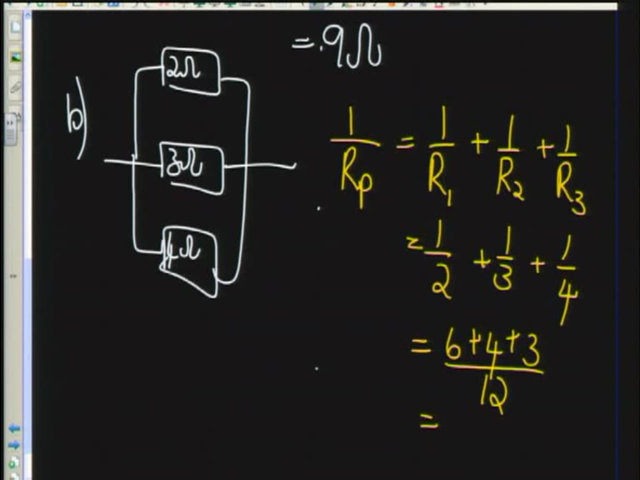 = .9Ω
b)
2Ω
3Ω
4Ω
1/Rp = 1/R1 + 1/R2 + 1/R3
= 1/2 + 1/3 + 1/4
= 6+4+3/12
=